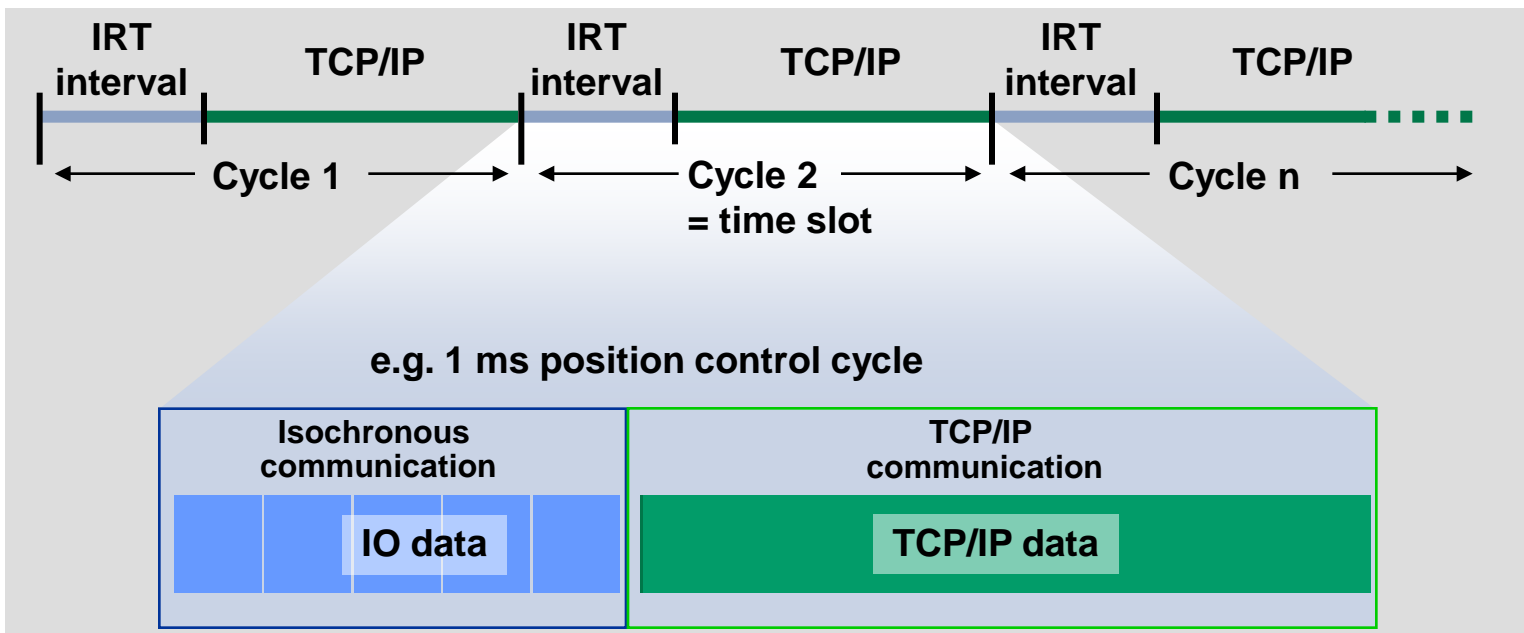 IRT
interval
TCP/IP
IRT
interval
TCP/IP
IRT
interval
TCP/IP
Cycle 1
Cycle 2
= time slot
Cycle n
e.g. 1 ms position control cycle
Isochronous
communication
TCP/IP
communication
IO data
TCP/IP data